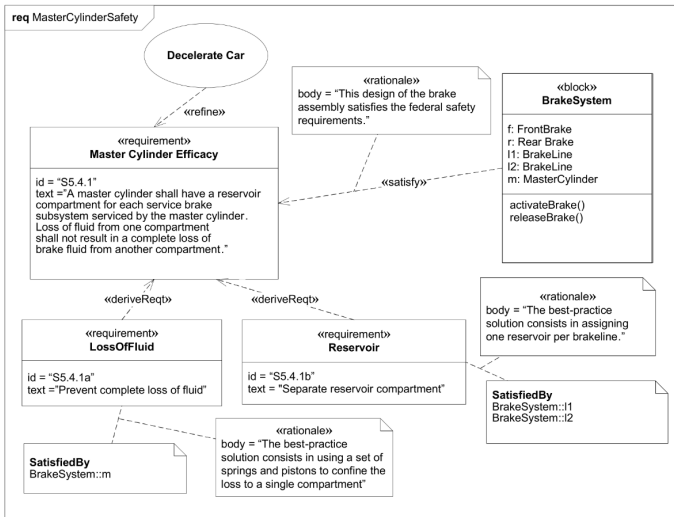 req MasterCylinderSafety
Decelerate Car
«refine»
«rationale»
body = “This design of the brake
assembly satisfies the federal safety
requirements.”
«block»
BrakeSystem
f: FrontBrake
r: Rear Brake
l1: BrakeLine
l2: BrakeLine
m: MasterCylinder
activateBrake()
releaseBrake()
«requirement»
Master Cylinder Efficacy
id = “S5.4.1”
text =“A master cylinder shall have a reservoir
compartment for each service brake
subsystem serviced by the master cylinder.
Loss of fluid from one compartment
shall not result in a complete loss of
brake fluid from another compartment.”
«satisfy»
«deriveReqt»
«deriveReqt»
«rationale»
body = “The best-practice
solution consists in assigning
one reservoir per brakeline.”
«requirement»
LossOfFluid
id = “S5.4.1a”
text =“Prevent complete loss of fluid”
«requirement»
Reservoir
id = “S5.4.1b”
text = "Separate reservoir compartment”
SatisfiedBy
BrakeSystem::l1
BrakeSystem::l2
«rationale»
body = “The best-practice
solution consists in using a set of
springs and pistons to confine the
loss to a single compartment”
SatisfiedBy
BrakeSystem::m